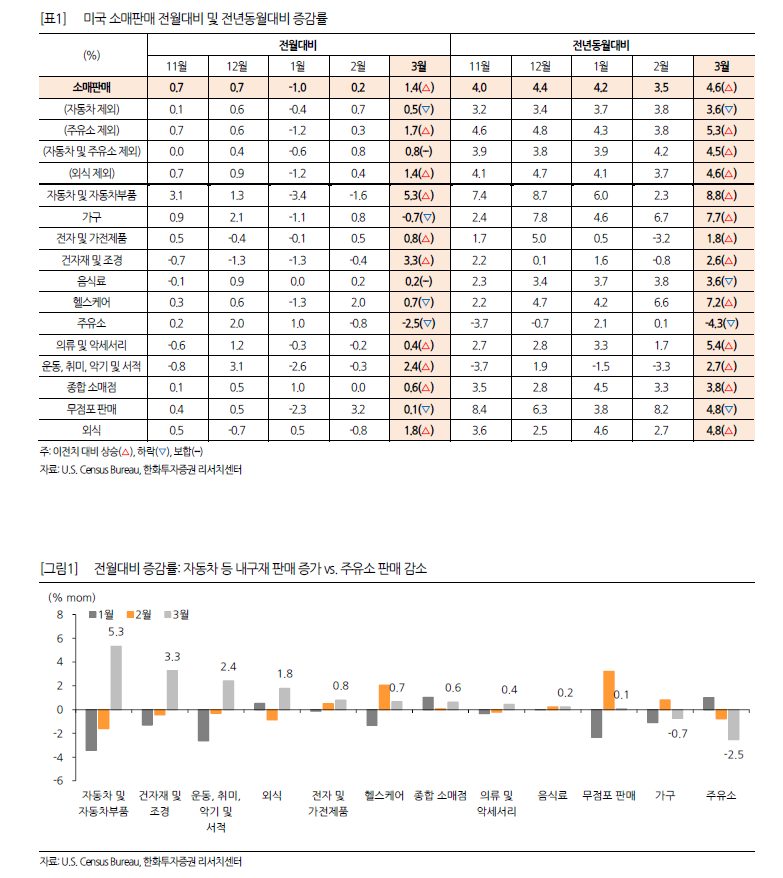 [표1] 미국 소매판매 전월대비 및 전년동월대비 증감률
(%) 전월대비 전년동월대비
11월 12월 1월 2월 3월 11월 12월 1월 2월 3월
소매판매 0.7 0.7 -1.0 0.2 1.4(△) 4.0 4.4 4.2 3.5 4.6(△)
(자동차 제외) 0.1 0.6 -0.4 0.7 0.5(▽) 3.2 3.4 3.7 3.8 3.6(▽)
(주유소 제외) 0.7 0.6 -1.2 0.3 1.7(△) 4.6 4.8 4.3 3.8 5.3(△)
(자동차 및 주유소 제외) 0.0 0.4 -0.6 0.8 0.8(-) 3.9 3.8 3.9 4.2 4.5(△)
(외식 제외) 0.7 0.9 -1.2 0.4 1.4(△) 4.1 4.7 4.1 3.7 4.6(△)
자동차 및 자동차부품 3.1 1.3 -3.4 -1.6 5.3(△) 7.4 8.7 6.0 2.3 8.8(△)
가구 0.9 2.1 -1.1 0.8 -0.7(▽) 2.4 7.8 4.6 6.7 7.7(△)
전자 및 가전제품 0.5 -0.4 -0.1 0.5 0.8(△) 1.7 5.0 0.5 -3.2 1.8(△)
건자재 및 조경 -0.7 -1.3 -1.3 -0.4 3.3(△) 2.2 0.1 1.6 -0.8 2.6(△)
음식료 -0.1 0.9 0.0 0.2 0.2(-) 2.3 3.4 3.7 3.8 3.6(▽)
헬스케어 0.3 0.6 -1.3 2.0 0.7(▽) 2.2 4.7 4.2 6.6 7.2(△)
주유소 0.2 2.0 1.0 -0.8 -2.5(▽) -3.7 -0.7 2.1 0.1 -4.3(▽)
의류 및 악세서리 -0.6 1.2 -0.3 -0.2 0.4(△) 2.7 2.8 3.3 1.7 5.4(△)
운동, 취미, 악기 및 서적 -0.8 3.1 -2.6 -0.3 2.4(△) -3.7 1.9 -1.5 -3.3 2.7(△)
종합 소매점 0.1 0.5 1.0 0.0 0.6(△) 3.5 2.8 4.5 3.3 3.8(△)
무점포 판매 0.4 0.5 -2.3 3.2 0.1(▽) 8.4 6.3 3.8 8.2 4.8(▽)
외식 0.5 -0.7 0.5 -0.8 1.8(△) 3.6 2.5 4.6 2.7 4.8(△)
주: 이전치 대비 상승(△), 하락(▽), 보합(-)
자료: U.S. Census Bureau, 한화투자증권 리서치센터
[그림1] 전월대비 증감률: 자동차 등 내구재 판매 증가 vs. 주유소 판매 감소
(% mom)
8
1월 2월 3월
6
4
2
0
-2
-4
-6
5.3 3.3 2.4 1.8 0.8 0.7 0.6 0.4 0.2 0.1 -0.7 -2.5
자동차 및 건자재 및 운동, 취미, 외식 전자 및 헬스케어 종합 소매점 의류 및 음식료 무점포 판매 가구 주유소
자동차부품 조경 악기 및 가전제품 악세서리
서적
자료: U.S. Census Bureau, 한화투자증권 리서치센터